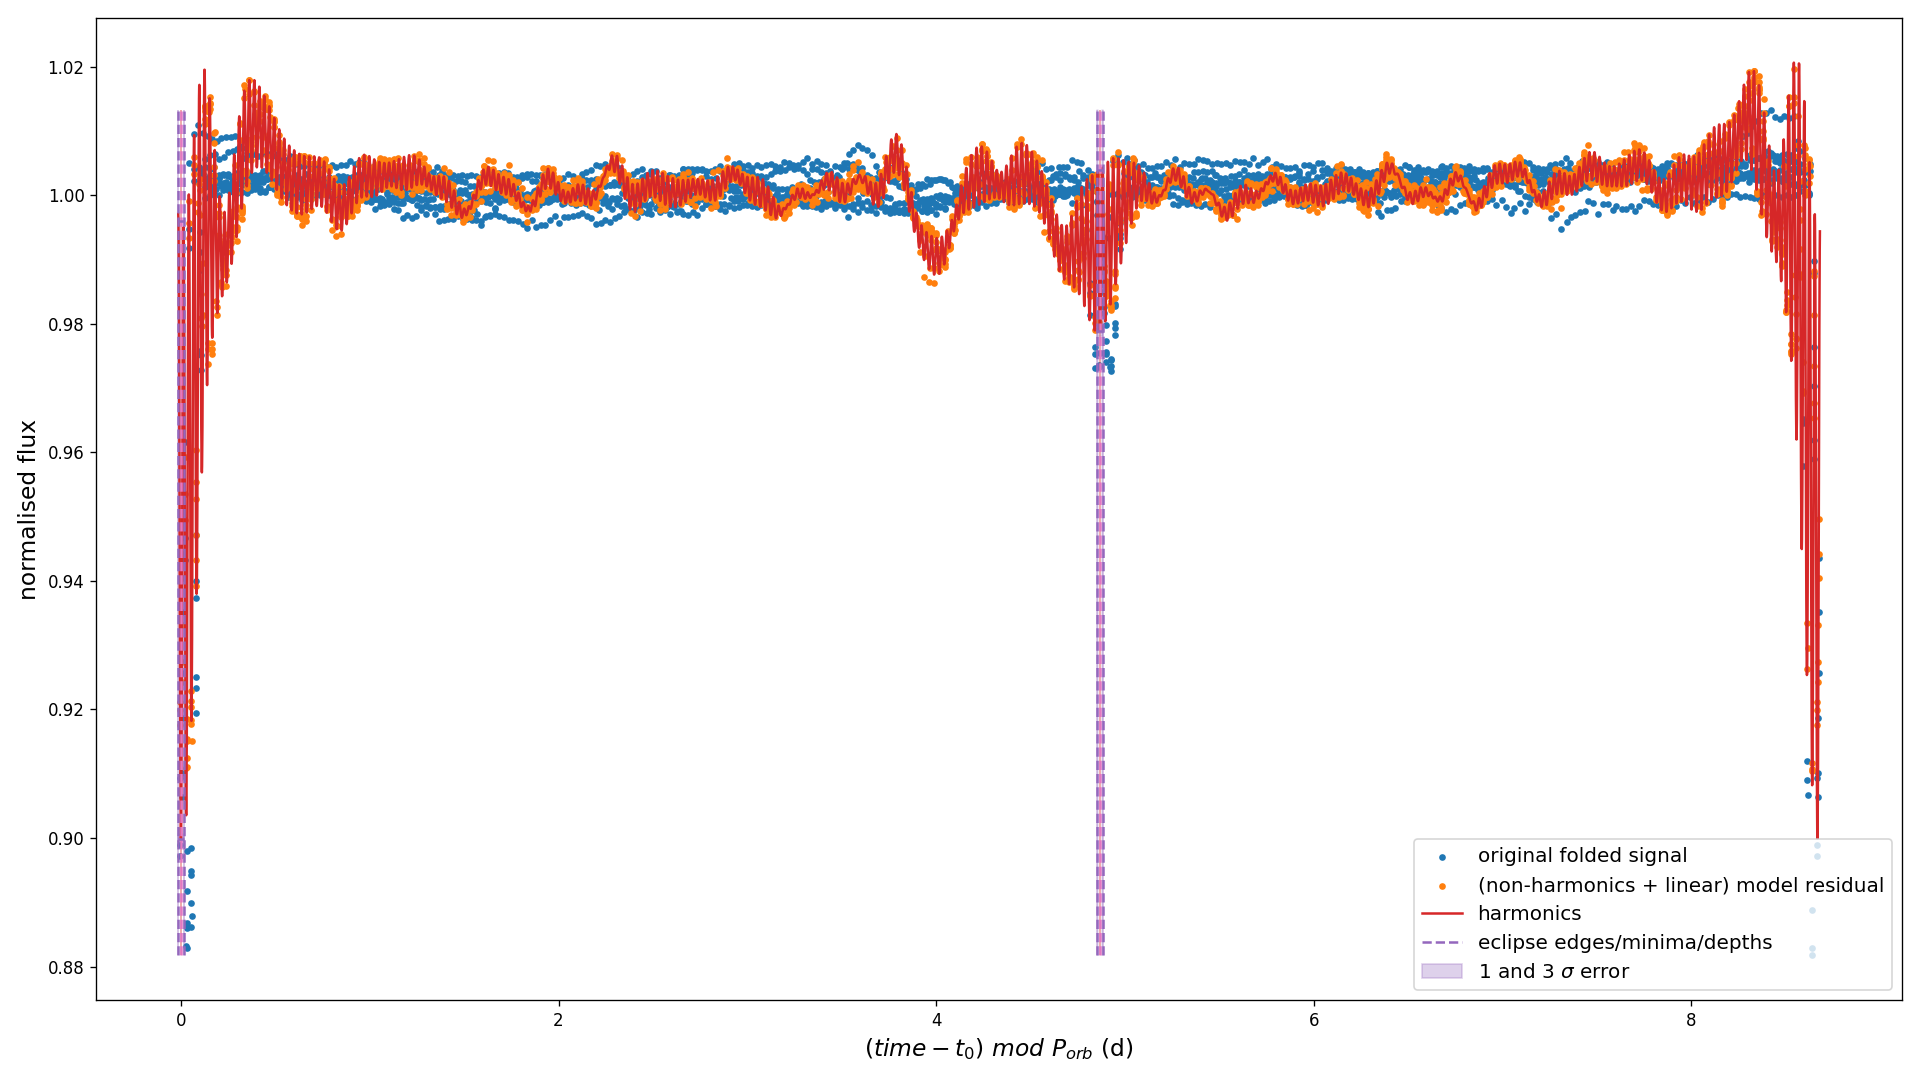 normalised flux
1.02
1.00
0.98
0.96
0.94
0.92
0.90
0.88
0
2
4
6
8
(time − t₀) mod Pₒᵣb (d)
original folded signal
(non-harmonics + linear) model residual
harmonics
eclipse edges/minima/depths
1 and 3 σ error